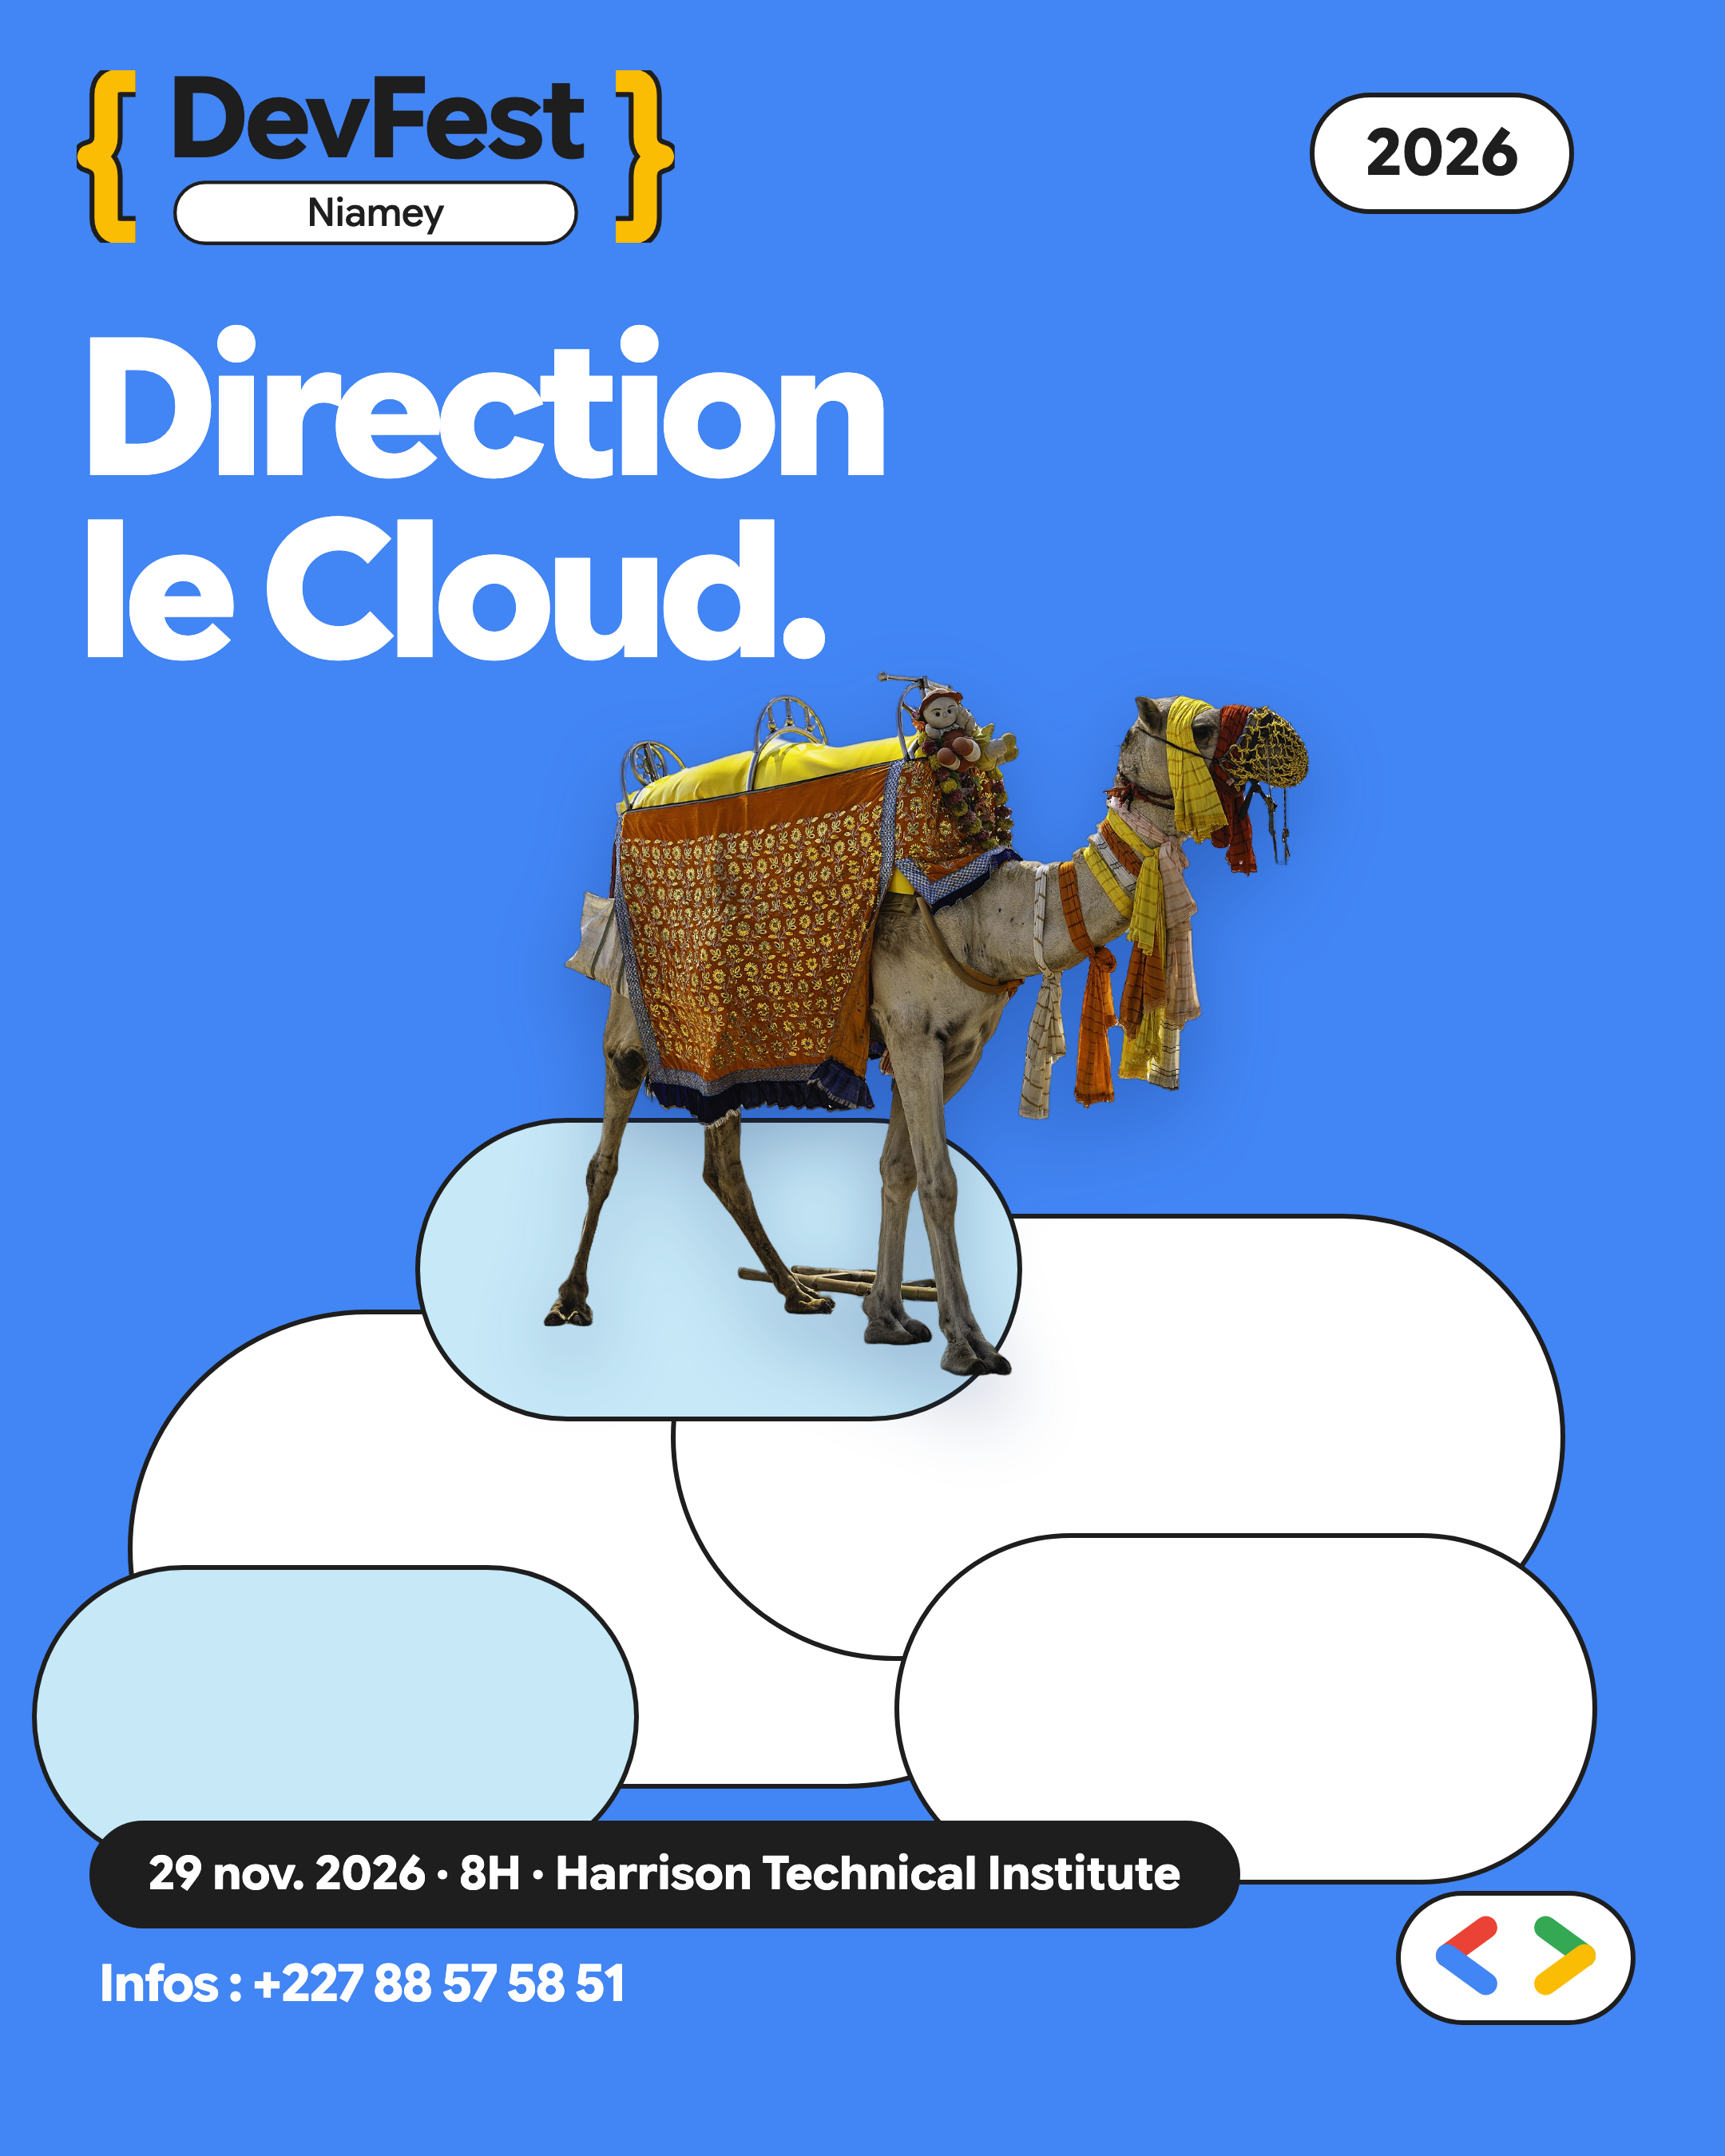 DevFest
Niamey
2026
Direction
le Cloud.
29 nov. 2026 · 8H · Harrison Technical Institute
Infos : +227 88 57 58 51